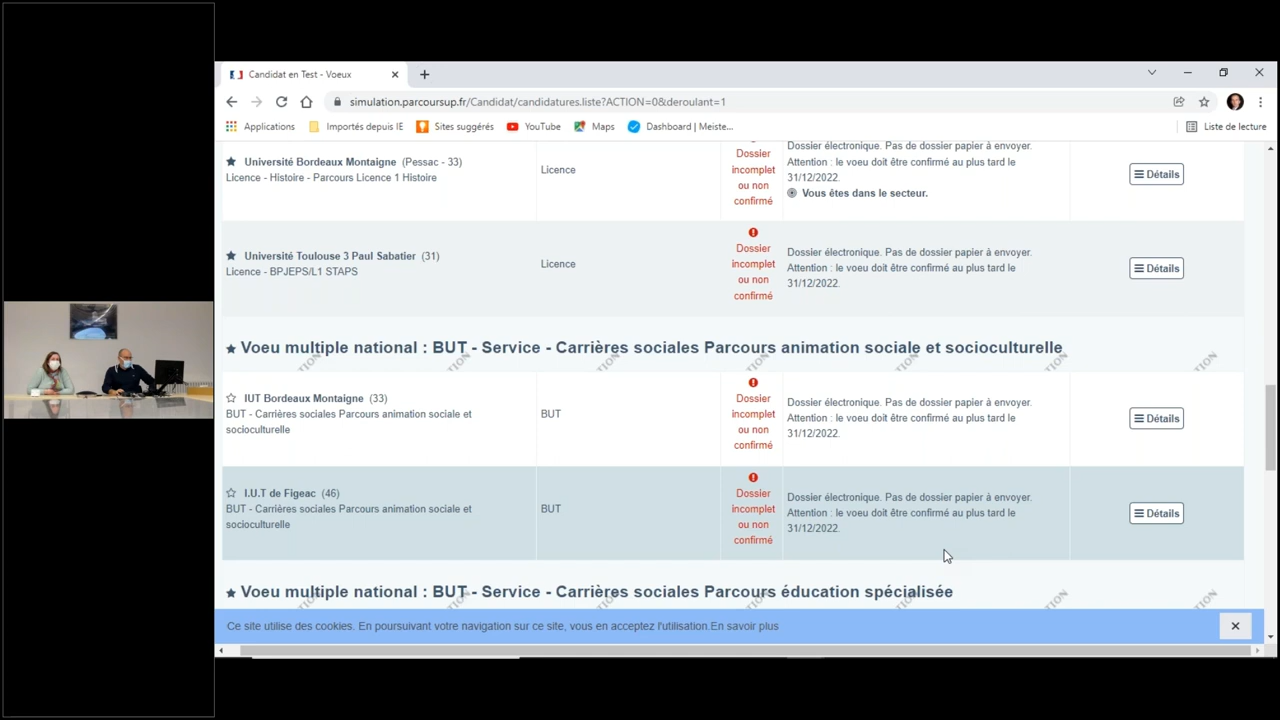 Candidat en Test - Voeux
simulation.parcoursup.fr/Candidat/candidatures.liste?ACTION=0&deroulant=1
Applications
Importés depuis IE
Sites suggérés
YouTube
Maps
Dashboard | Meiste...
Liste de lecture
Université Bordeaux Montaigne (Pessac - 33)
Licence - Histoire - Parcours Licence 1 Histoire
Licence
Dossier
incomplet
ou non
confirmé
Dossier électronique. Pas de dossier papier à envoyer.
Attention : le voeu doit être confirmé au plus tard le
31/12/2022.
Vous êtes dans le secteur.
Détails
Université Toulouse 3 Paul Sabatier (31)
Licence - BPJEPS/L1 STAPS
Licence
Dossier
incomplet
ou non
confirmé
Dossier électronique. Pas de dossier papier à envoyer.
Attention : le voeu doit être confirmé au plus tard le
31/12/2022.
Détails
Voeu multiple national : BUT - Service - Carrières sociales Parcours animation sociale et socioculturelle
IUT Bordeaux Montaigne (33)
BUT - Carrières sociales Parcours animation sociale et
socioculturelle
BUT
Dossier
incomplet
ou non
confirmé
Dossier électronique. Pas de dossier papier à envoyer.
Attention : le voeu doit être confirmé au plus tard le
31/12/2022.
Détails
I.U.T de Figeac (46)
BUT - Carrières sociales Parcours animation sociale et
socioculturelle
BUT
Dossier
incomplet
ou non
confirmé
Dossier électronique. Pas de dossier papier à envoyer.
Attention : le voeu doit être confirmé au plus tard le
31/12/2022.
Détails
Voeu multiple national : BUT - Service - Carrières sociales Parcours éducation spécialisée
Ce site utilise des cookies. En poursuivant votre navigation sur ce site, vous en acceptez l'utilisation.En savoir plus